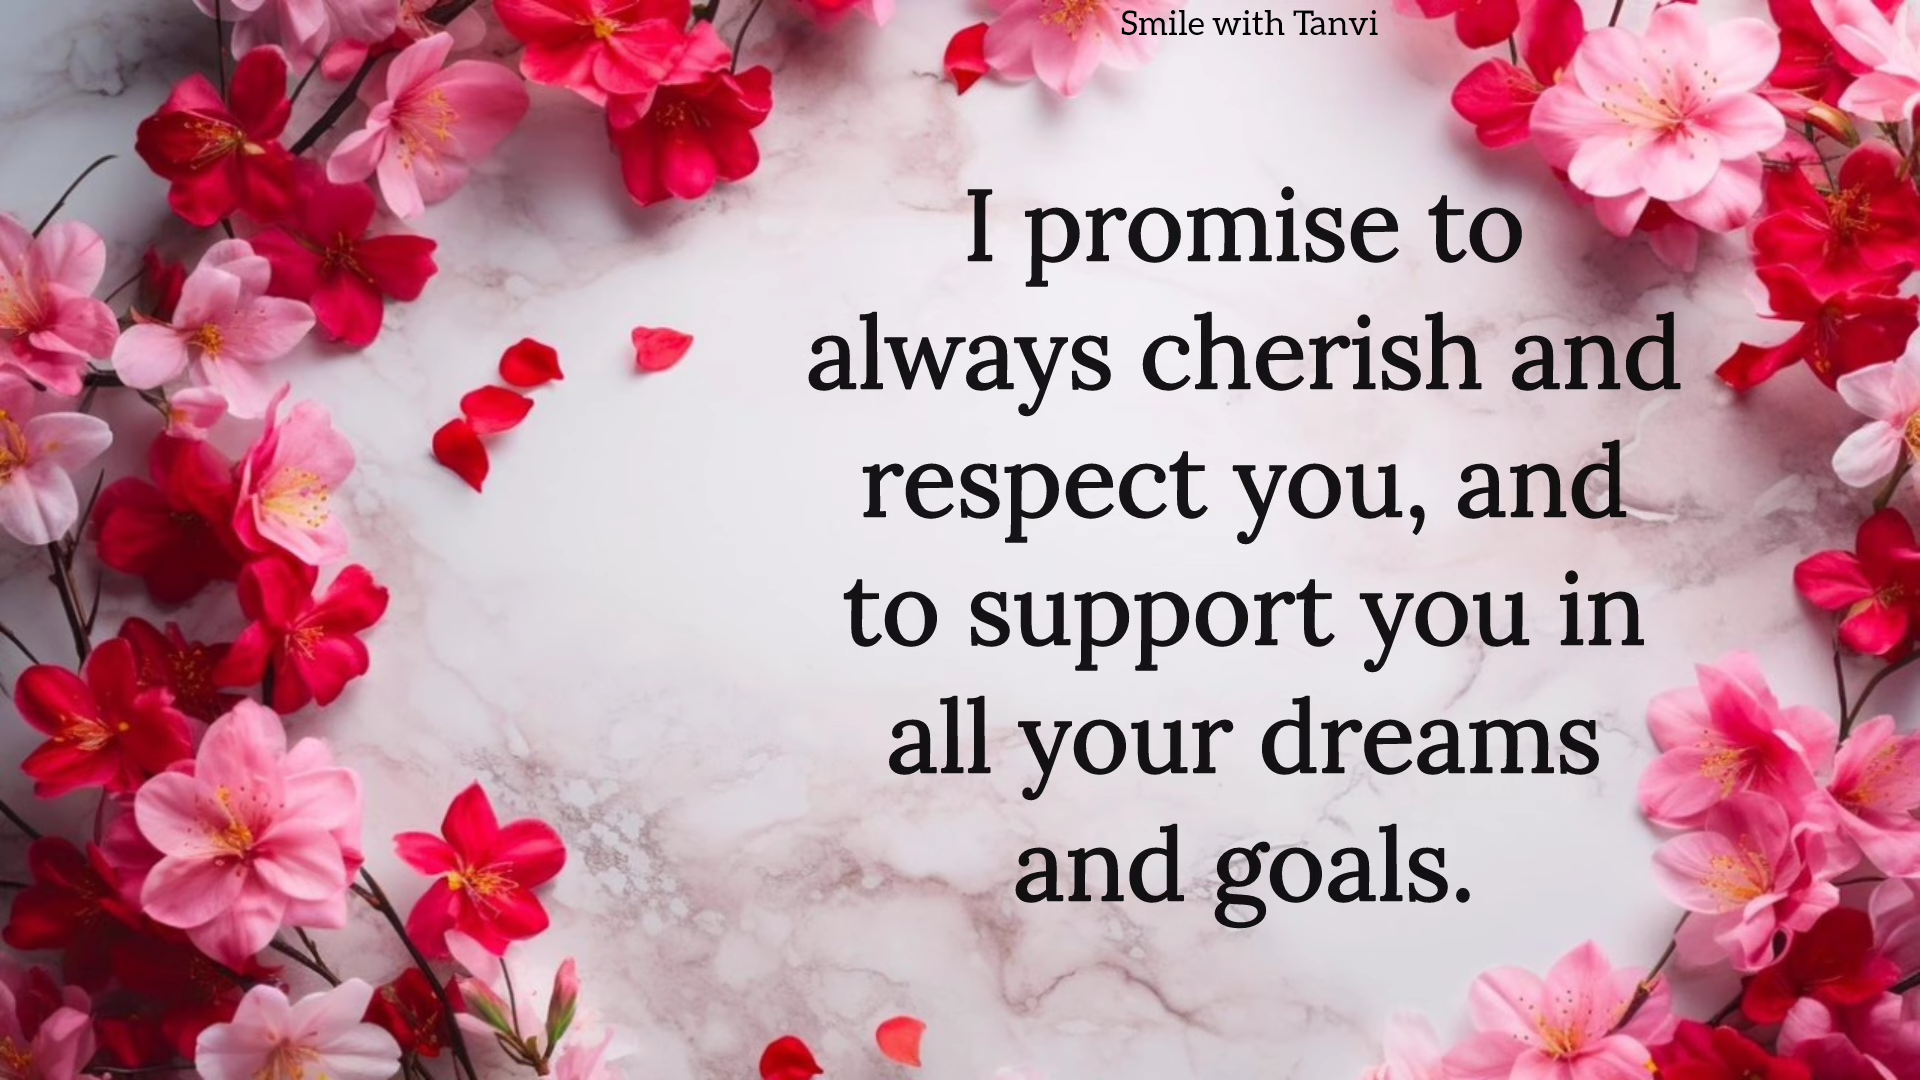 Smile with Tanvi
I promise to
always cherish and
respect you, and
to support you in
all your dreams
and goals.